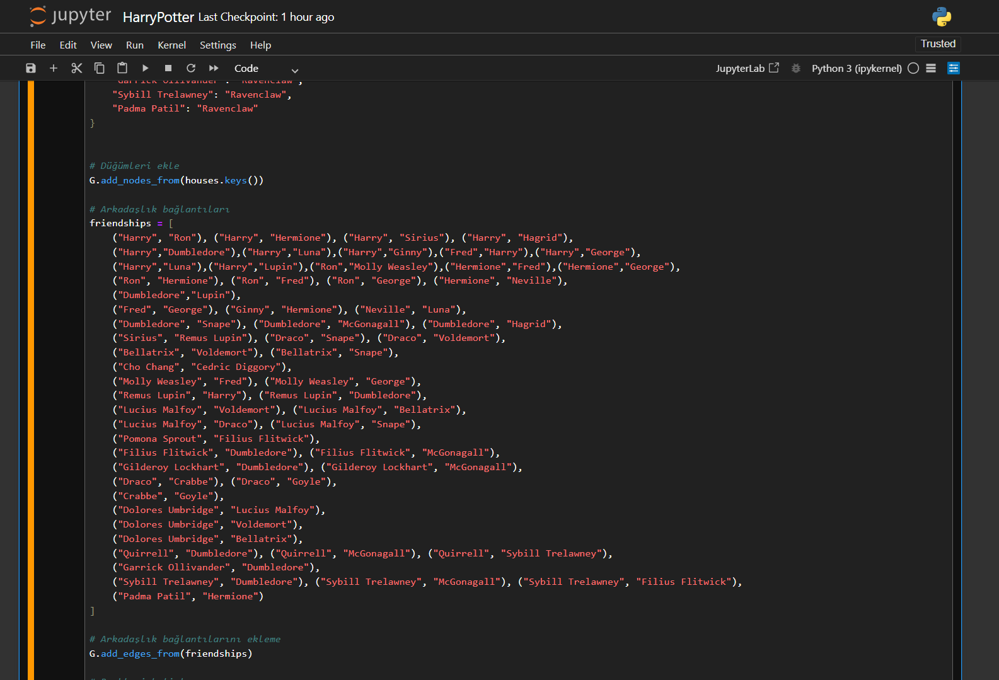 jupyter HarryPotter Last Checkpoint: 1 hour ago
File Edit View Run Kernel Settings Help Trusted
Code JupyterLab Python 3 (ipykernel)
"Garrick Ollivander": "Ravenclaw",
"Sybill Trelawney": "Ravenclaw",
"Padma Patil": "Ravenclaw"
}
# Düğümleri ekle
G.add_nodes_from(houses.keys())
# Arkadaşlık bağlantıları
friendships = [
("Harry", "Ron"), ("Harry", "Hermione"), ("Harry", "Sirius"), ("Harry", "Hagrid"),
("Harry","Dumbledore"),("Harry","Luna"),("Harry","Ginny"),("Fred","Harry"),("Harry","George"),
("Harry","Luna"),("Harry","Lupin"),("Ron","Molly Weasley"),("Hermione","Fred"),("Hermione","George"),
("Ron", "Hermione"), ("Ron", "Fred"), ("Ron", "George"), ("Hermione", "Neville"),
("Dumbledore","Lupin"),
("Fred", "George"), ("Ginny", "Hermione"), ("Neville", "Luna"),
("Dumbledore", "Snape"), ("Dumbledore", "McGonagall"), ("Dumbledore", "Hagrid"),
("Sirius", "Remus Lupin"), ("Draco", "Snape"), ("Draco", "Voldemort"),
("Bellatrix", "Voldemort"), ("Bellatrix", "Snape"),
("Cho Chang", "Cedric Diggory"),
("Molly Weasley", "Fred"), ("Molly Weasley", "George"),
("Remus Lupin", "Harry"), ("Remus Lupin", "Dumbledore"),
("Lucius Malfoy", "Voldemort"), ("Lucius Malfoy", "Bellatrix"),
("Lucius Malfoy", "Draco"), ("Lucius Malfoy", "Snape"),
("Pomona Sprout", "Filius Flitwick"),
("Filius Flitwick", "Dumbledore"), ("Filius Flitwick", "McGonagall"),
("Gilderoy Lockhart", "Dumbledore"), ("Gilderoy Lockhart", "McGonagall"),
("Draco", "Crabbe"), ("Draco", "Goyle"),
("Crabbe", "Goyle"),
("Dolores Umbridge", "Lucius Malfoy"),
("Dolores Umbridge", "Voldemort"),
("Dolores Umbridge", "Bellatrix"),
("Quirrell", "Dumbledore"), ("Quirrell", "McGonagall"), ("Quirrell", "Sybill Trelawney"),
("Garrick Ollivander", "Dumbledore"),
("Sybill Trelawney", "Dumbledore"), ("Sybill Trelawney", "McGonagall"), ("Sybill Trelawney", "Filius Flitwick"),
("Padma Patil", "Hermione")
]
# Arkadaşlık bağlantılarını ekleme
G.add_edges_from(friendships)